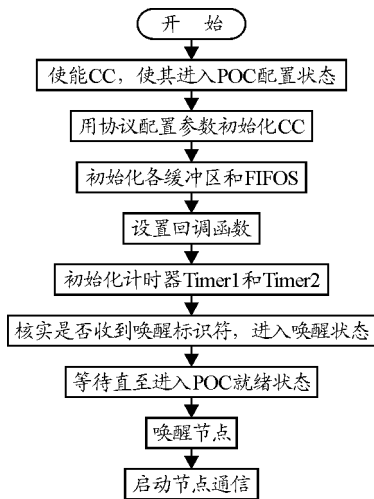 开 始
使能CC，使其进入POC配置状态
用协议配置参数初始化CC
初始化各缓冲区和FIFOS
设置回调函数
初始化计时器Timer1和Timer2
核实是否收到唤醒标识符，进入唤醒状态
等待直至进入POC就绪状态
唤醒节点
启动节点通信